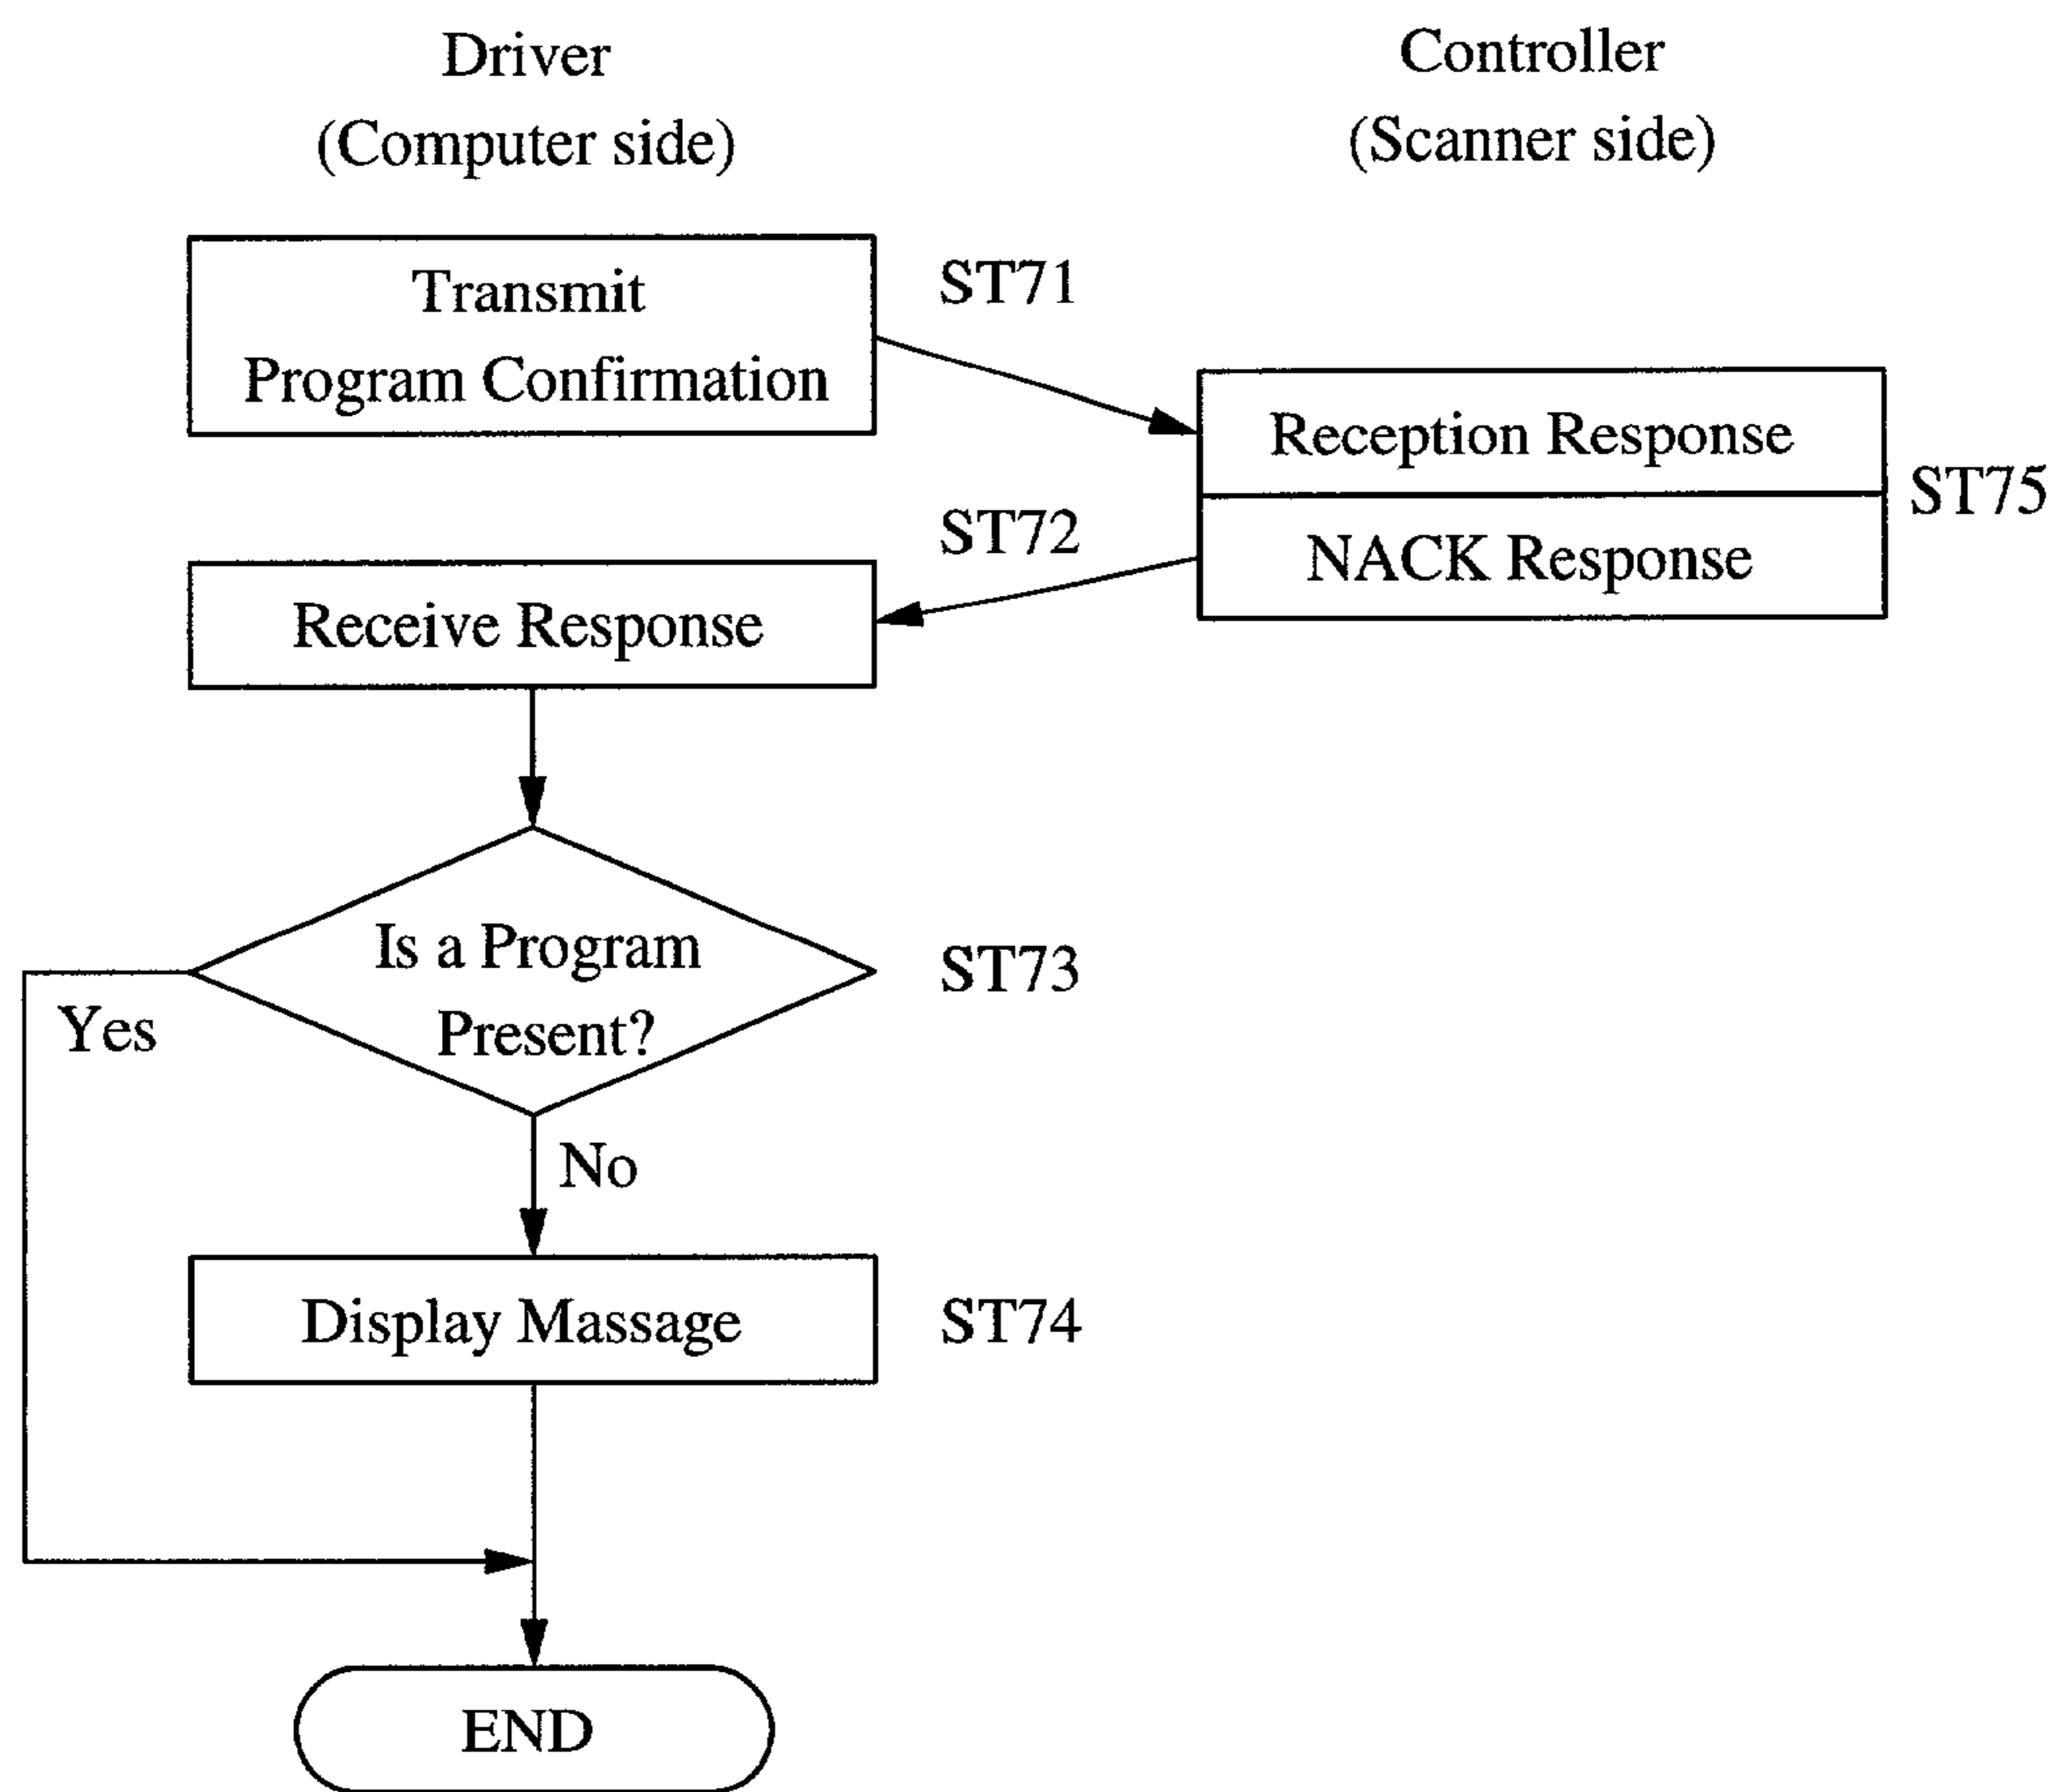 Driver
(Computer side)
Controller
(Scanner side)
Transmit
Program Confirmation
ST71
Reception Response
NACK Response
ST75
ST72
Receive Response
Is a Program
Present?
ST73
Yes
No
Display Massage
ST74
END